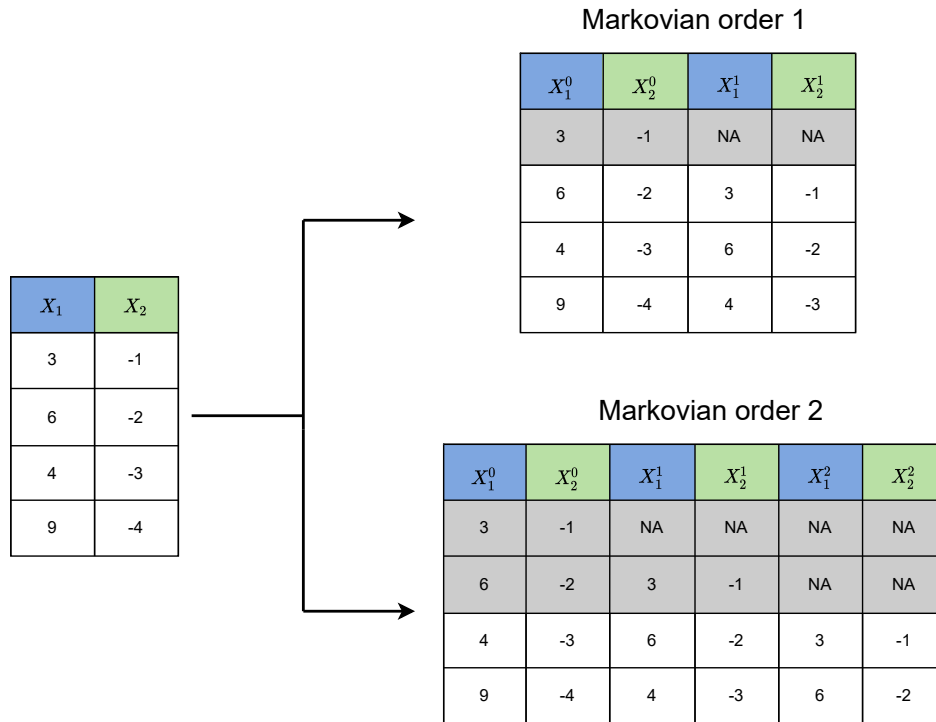 Markovian order 1
X_1^0 X_2^0 X_1^1 X_2^1
3 -1 NA NA
6 -2 3 -1
4 -3 6 -2
9 -4 4 -3
X_1 X_2
3 -1
6 -2
4 -3
9 -4
Markovian order 2
X_1^0 X_2^0 X_1^1 X_2^1 X_1^2 X_2^2
3 -1 NA NA NA NA
6 -2 3 -1 NA NA
4 -3 6 -2 3 -1
9 -4 4 -3 6 -2